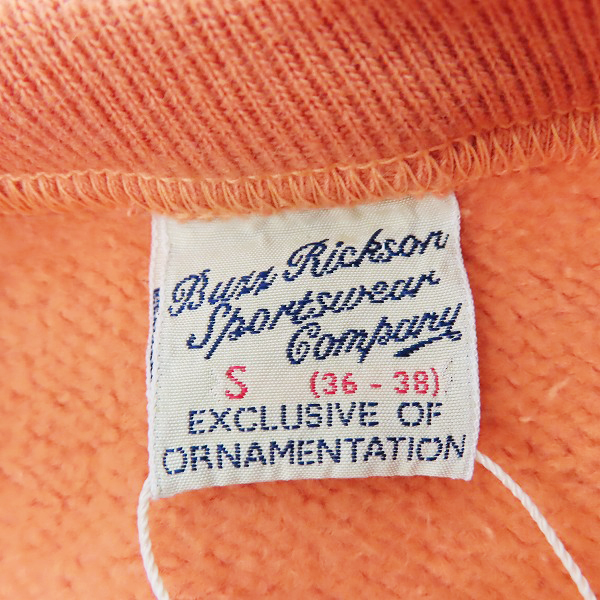 Buzz Rickson
Sportswear
Company
S (36 - 38)
EXCLUSIVE OF
ORNAMENTATION